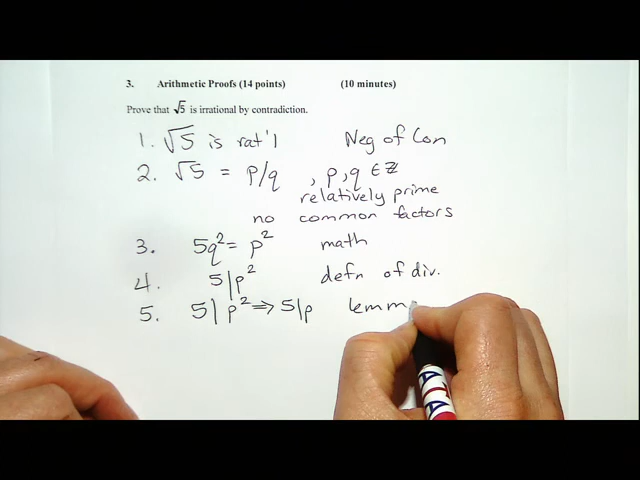 3. Arithmetic Proofs (14 points) (10 minutes)
Prove that √5 is irrational by contradiction.
1. √5 is rat'l Neg of Con
2. √5 = p/q , p,q ∈ ℤ
relatively prime
no common factors
3. 5q² = p² math
4. 5|p² defn of div.
5. 5|p² ⇒ 5|p lemma